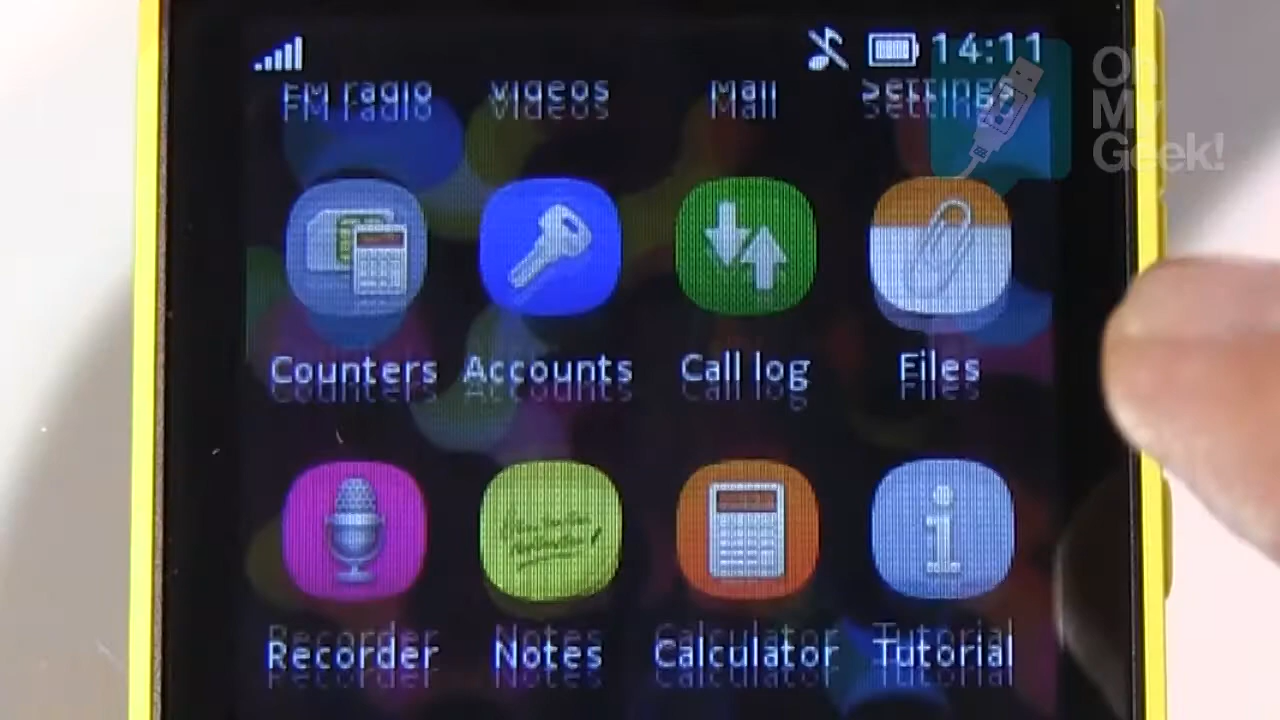 14:11
Oh
My
Geek!
FM radio Videos Mail Settings
Counters Accounts Call log Files
Recorder Notes Calculator Tutorial